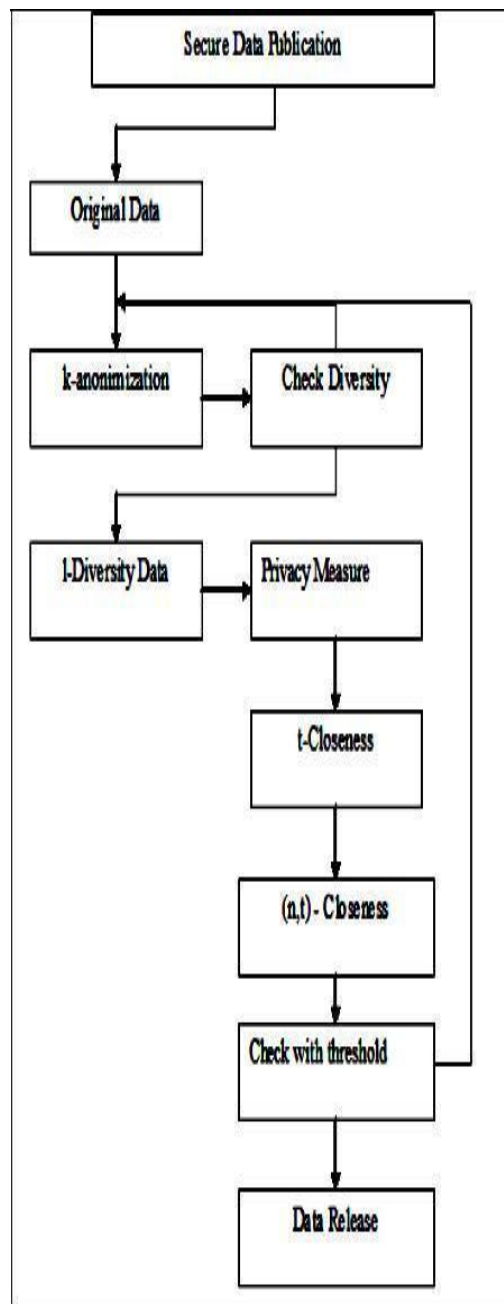 Secure Data Publication
Original Data
k-anonimization
Check Diversity
l-Diversity Data
Privacy Measure
t-Closeness
(n,t) - Closeness
Check with threshold
Data Release